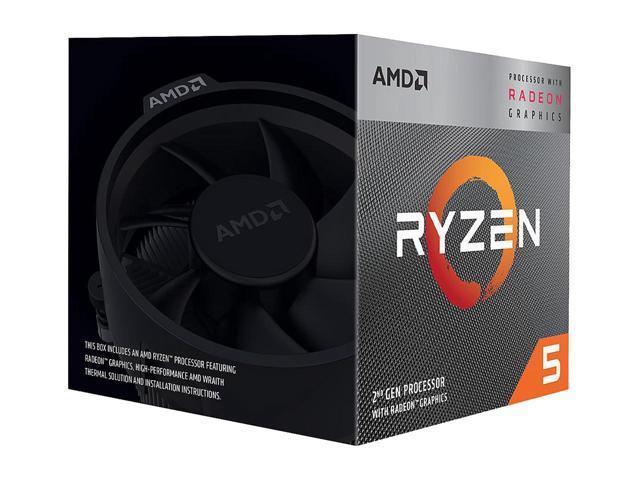 AMD
AMD
THIS BOX INCLUDES AN AMD RYZEN™ PROCESSOR FEATURING
RADEON™ GRAPHICS, HIGH-PERFORMANCE AMD WRAITH
THERMAL SOLUTION AND INSTALLATION INSTRUCTIONS.
AMD
PROCESSOR WITH
RADEON
GRAPHICS
RYZEN
2ND GEN PROCESSOR
WITH RADEON™ GRAPHICS
5